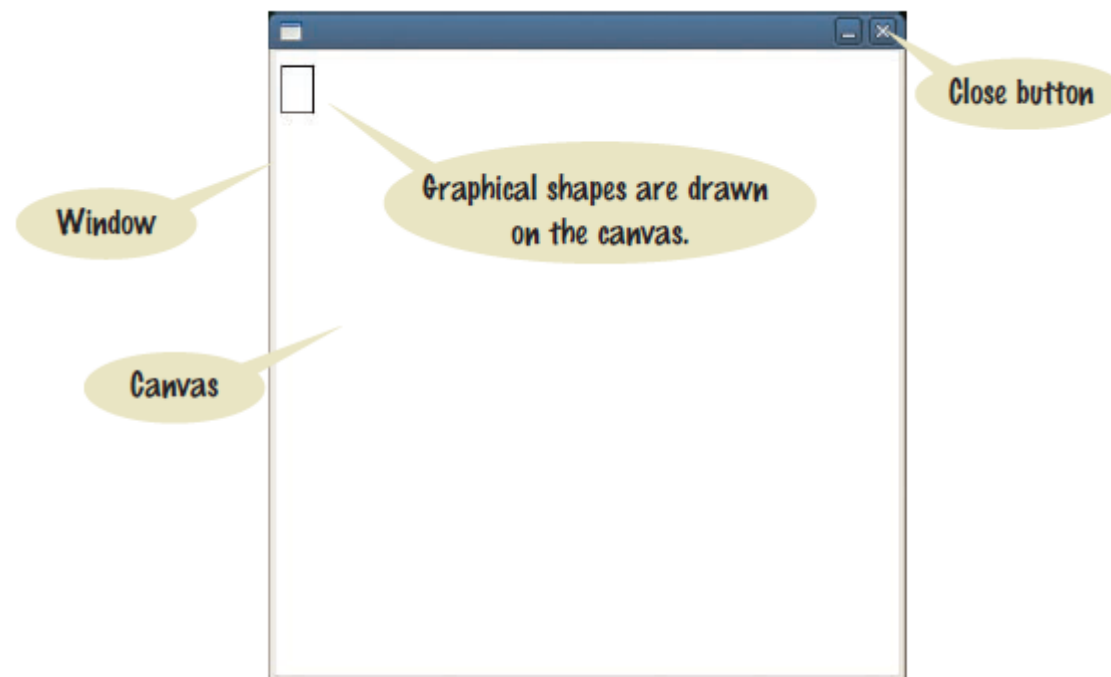 Close button
Graphical shapes are drawn
on the canvas.
Window
Canvas